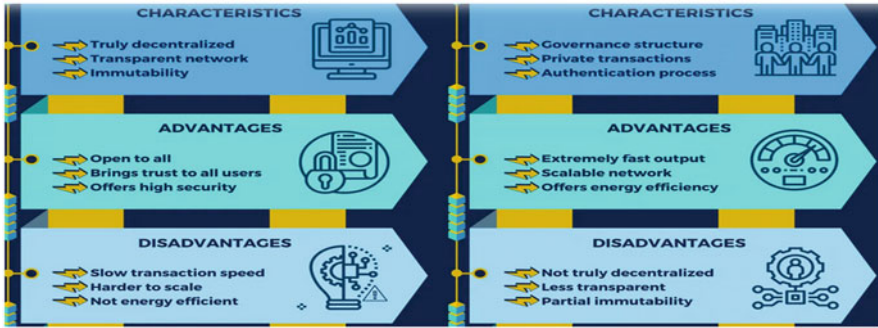 CHARACTERISTICS
Truly decentralized
Transparent network
Immutability
ADVANTAGES
Open to all
Brings trust to all users
Offers high security
DISADVANTAGES
Slow transaction speed
Harder to scale
Not energy efficient
CHARACTERISTICS
Governance structure
Private transactions
Authentication process
ADVANTAGES
Extremely fast output
Scalable network
Offers energy efficiency
DISADVANTAGES
Not truly decentralized
Less transparent
Partial immutability